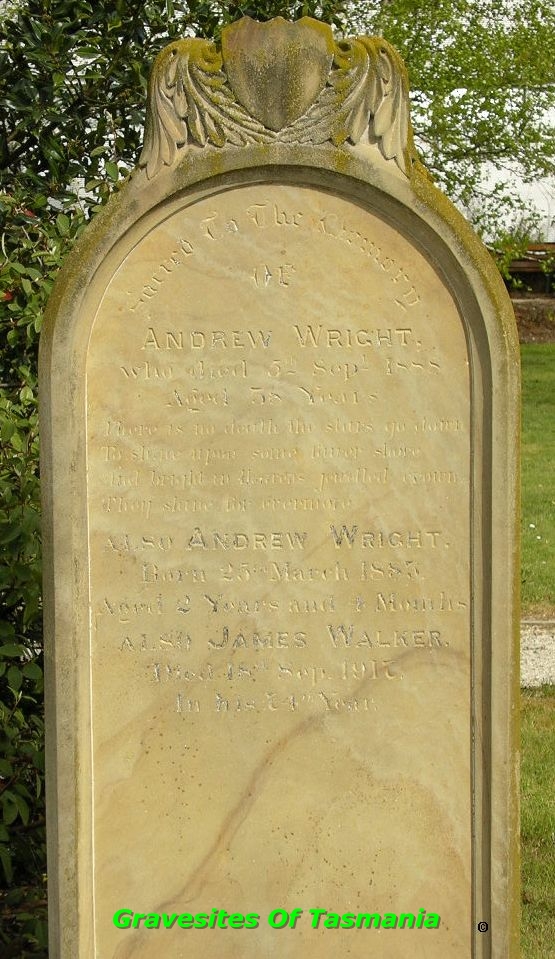 Sacred To The Memory
OF
ANDREW WRIGHT.
who died 5th Sept 1888
Aged 38 Years
There is no death the stars go down
To shine upon some fairer shore
And bright in Heavens jewelled crown
They shine for evermore
ALSO ANDREW WRIGHT.
Born 25th March 1885.
Aged 2 Years and 4 Months
ALSO JAMES WALKER.
Died 18th Sep. 1917.
In his Year.
Gravesites Of Tasmania ©